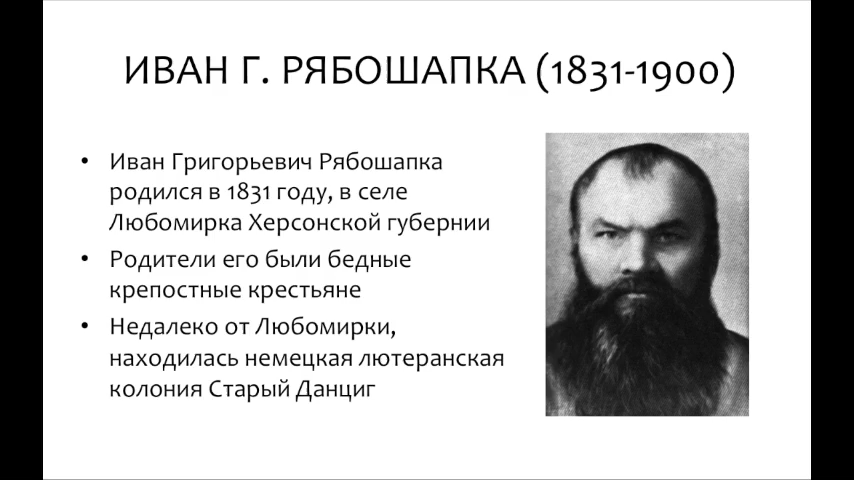 ИВАН Г. РЯБОШАПКА (1831-1900)
• Иван Григорьевич Рябошапка
родился в 1831 году, в селе
Любомирка Херсонской губернии
• Родители его были бедные
крепостные крестьяне
• Недалеко от Любомирки,
находилась немецкая лютеранская
колония Старый Данциг